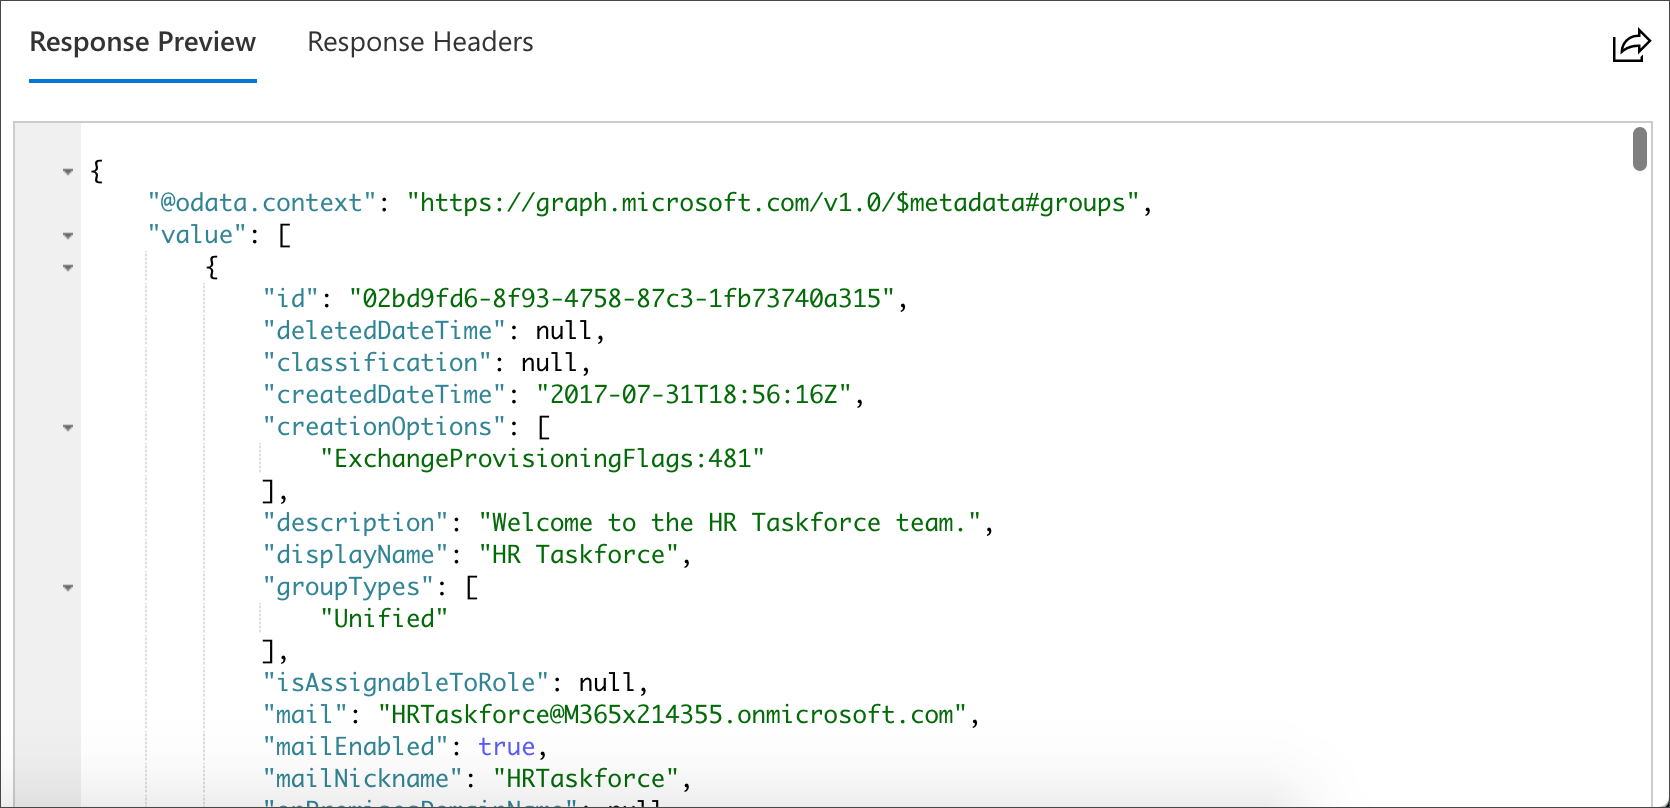 Response Preview Response Headers
{
"@odata.context": "https://graph.microsoft.com/v1.0/$metadata#groups",
"value": [
{
"id": "02bd9fd6-8f93-4758-87c3-1fb73740a315",
"deletedDateTime": null,
"classification": null,
"createdDateTime": "2017-07-31T18:56:16Z",
"creationOptions": [
"ExchangeProvisioningFlags:481"
],
"description": "Welcome to the HR Taskforce team.",
"displayName": "HR Taskforce",
"groupTypes": [
"Unified"
],
"isAssignableToRole": null,
"mail": "HRTaskforce@M365x214355.onmicrosoft.com",
"mailEnabled": true,
"mailNickname": "HRTaskforce",
"onPremisesDomainName": null